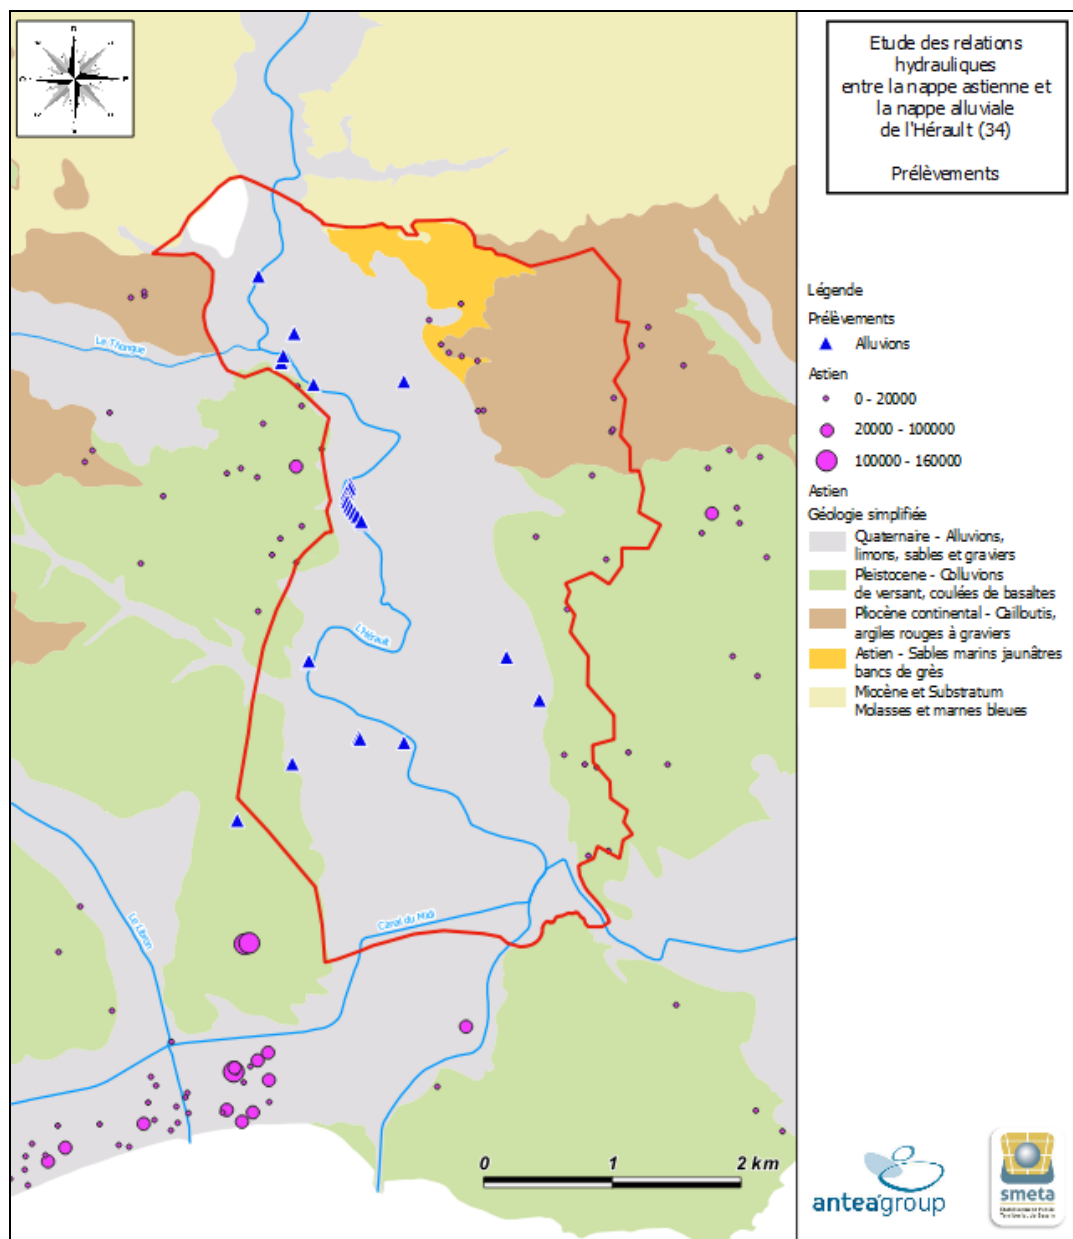 Etude des relations
hydrauliques
entre la nappe astienne et
la nappe alluviale
de l'Hérault (34)
Prélèvements
Légende
Prélèvements
Alluvions
Astien
0 - 20000
20000 - 100000
100000 - 160000
Astien
Géologie simplifiée
Quaternaire - Alluvions,
limons, sables et graviers
Pleistocene - Colluvions
de versant, coulées de basaltes
Pliocène continental - Cailloutis,
argiles rouges à graviers
Astien - Sables marins jaunâtres
bancs de grès
Miocène et Substratum
Molasses et marnes bleues
Le Thongue
L'Hérault
Le Libron
Canal du Midi
0 1 2 km
anteagroup
smeta